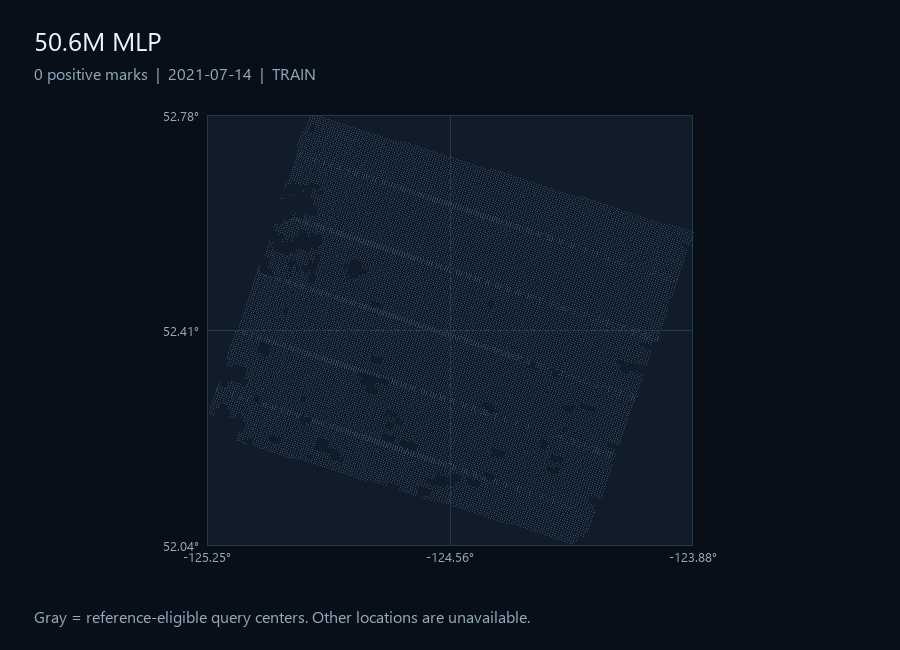 50.6M MLP
0 positive marks | 2021-07-14 | TRAIN
52.78°
52.41°
52.04°
-125.25°
-124.56°
-123.88°
Gray = reference-eligible query centers. Other locations are unavailable.